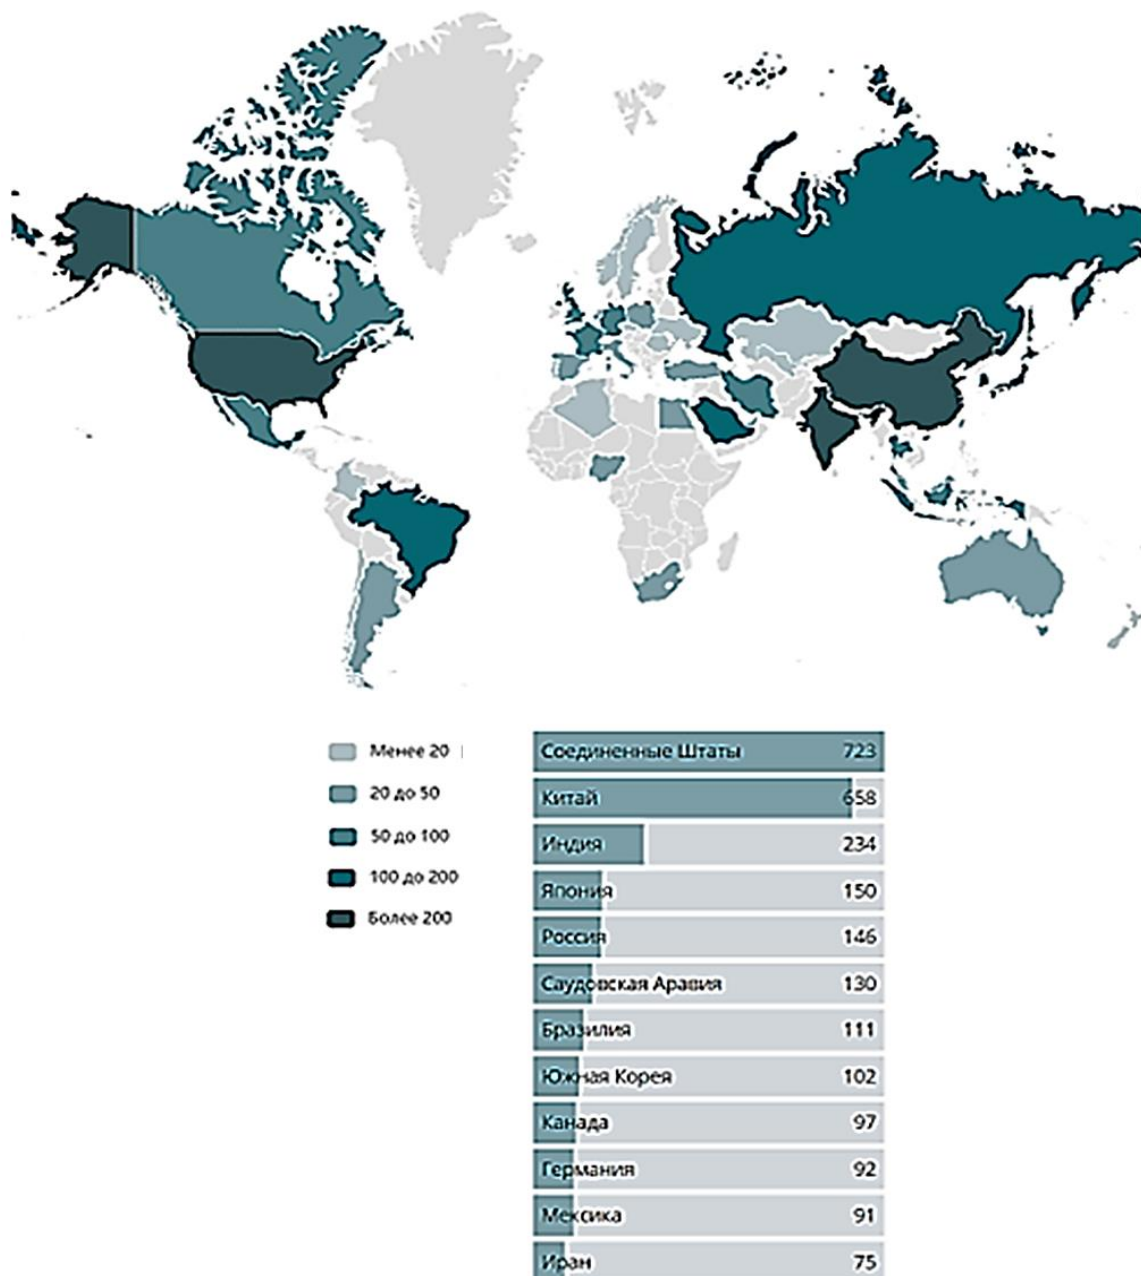 Менее 20
20 до 50
50 до 100
100 до 200
Более 200
Соединенные Штаты 723
Китай 658
Индия 234
Япония 150
Россия 146
Саудовская Аравия 130
Бразилия 111
Южная Корея 102
Канада 97
Германия 92
Мексика 91
Иран 75